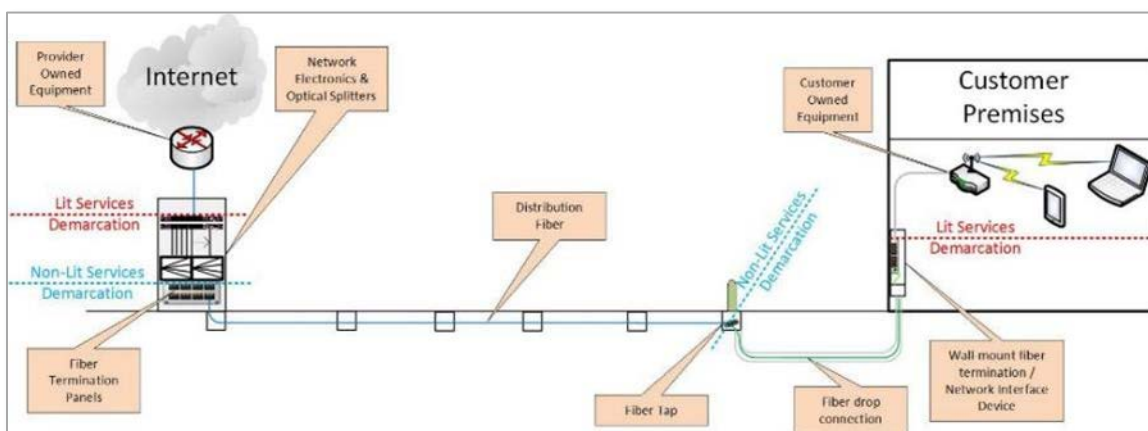 Provider
Owned
Equipment
Internet
Network
Electronics &
Optical Splitters
Customer
Owned
Equipment
Customer
Premises
Lit Services
Demarcation
Non-Lit Services
Demarcation
Distribution
Fiber
Non-Lit Services
Demarcation
Lit Services
Demarcation
Fiber
Termination
Panels
Fiber Tap
Fiber drop
connection
Wall mount fiber
termination /
Network Interface
Device